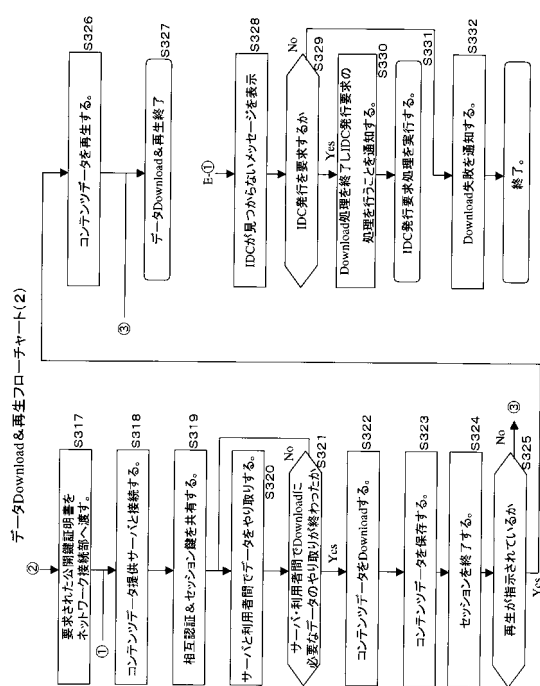 データDownload＆再生フローチャート(2)
②
要求された公開鍵証明書を
ネットワーク接続部へ渡す。
S317
①
コンテンツデータ提供サーバと接続する。
S318
相互認証＆セッション鍵を共有する。
S319
サーバと利用者間でデータをやり取りする。
S320
サーバ・利用者間でDownloadに
必要なデータのやり取りが終わったか
No
S321
Yes
コンテンツデータをDownloadする。
S322
コンテンツデータを保存する。
S323
セッションを終了する。
S324
再生が指示されているか
No
③
S325
Yes
コンテンツデータを再生する。
S326
③
データDownload＆再生終了
S327
E-①
IDCが見つからないメッセージを表示
S328
IDC発行を要求するか
No
S329
Yes
Download処理を終了しIDC発行要求の
処理を行うことを通知する。
S330
IDC発行要求処理を実行する。
S331
Download失敗を通知する。
S332
終了。